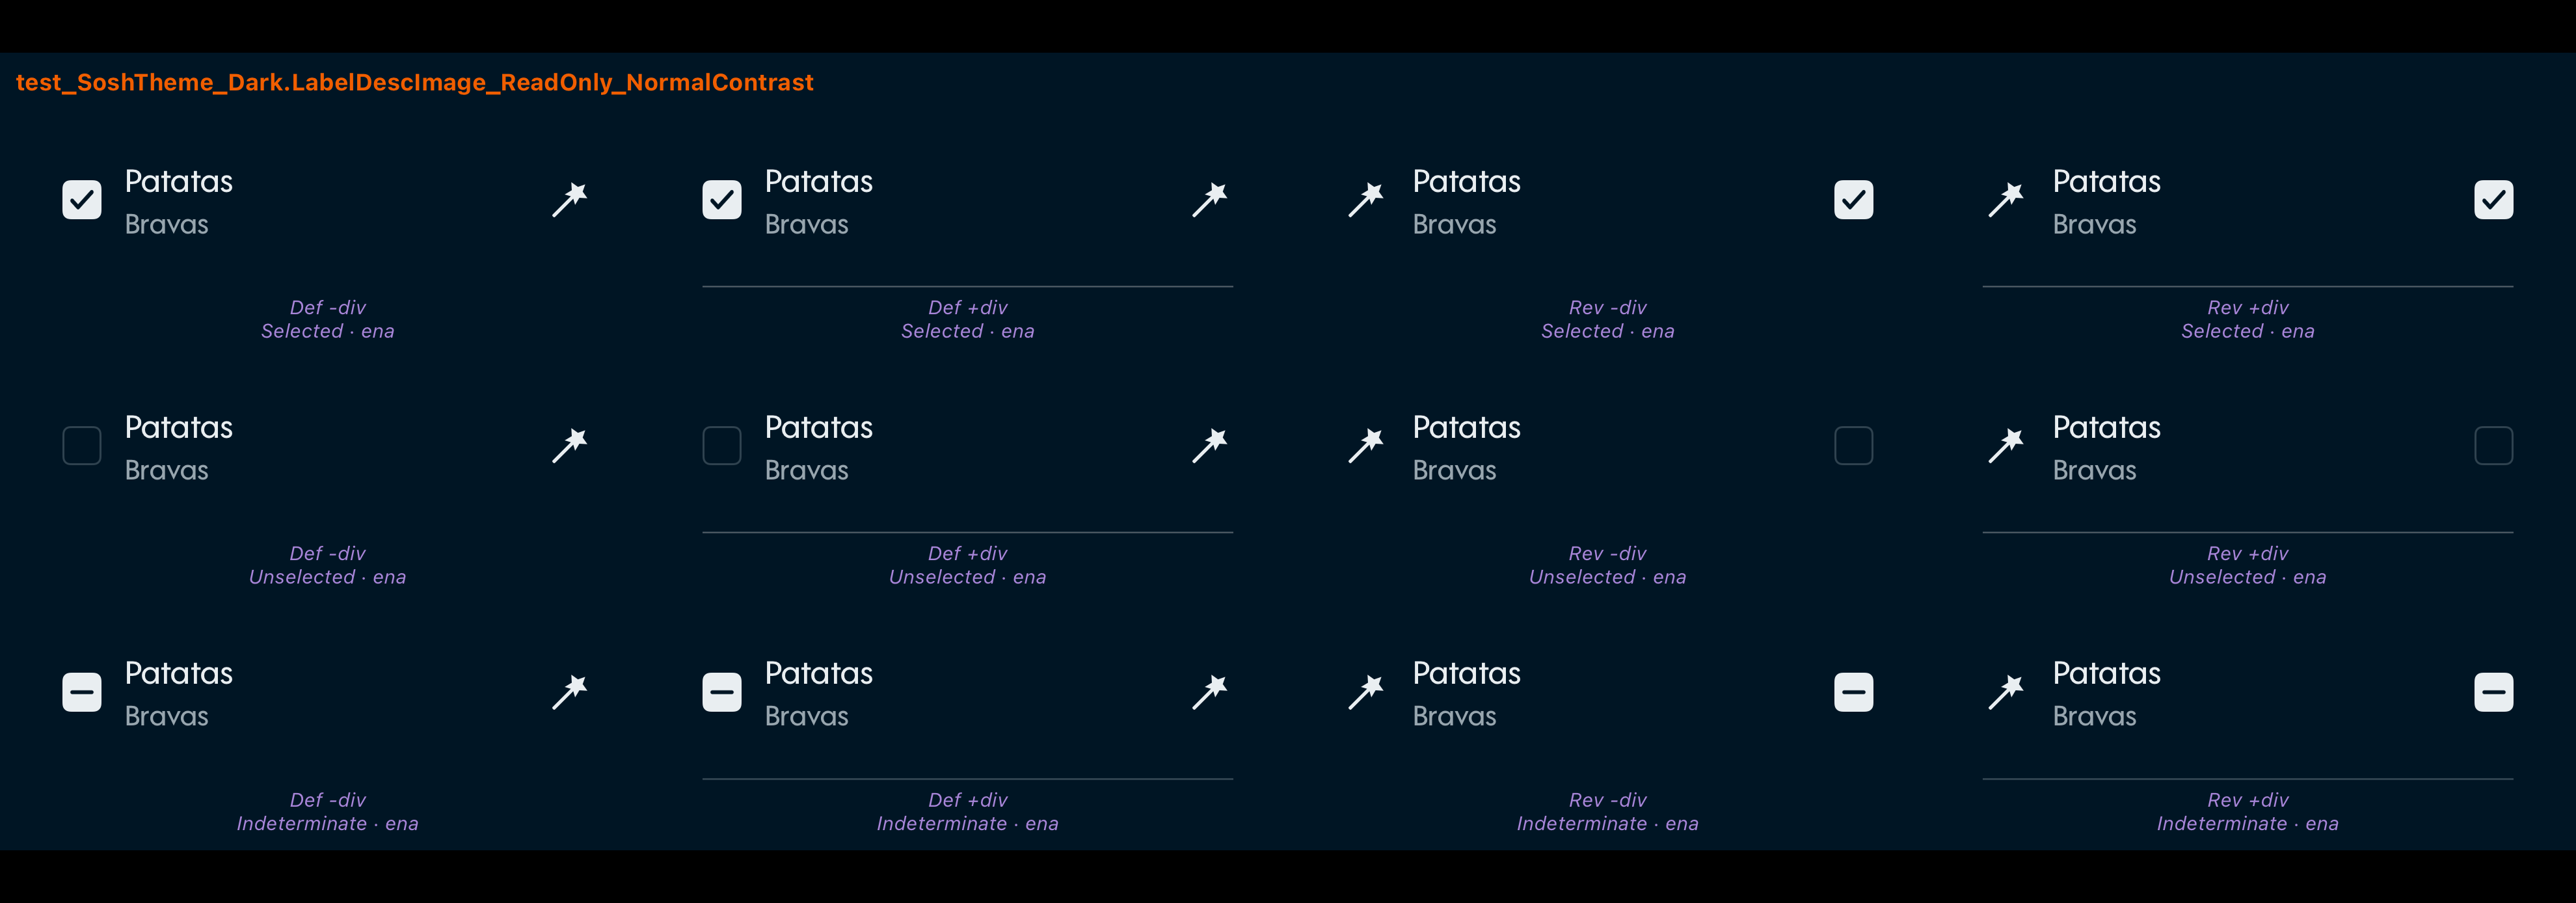 test_SoshTheme_Dark.LabelDescImage_ReadOnly_NormalContrast
Patatas
Bravas
Def -div
Selected · ena
Patatas
Bravas
Def +div
Selected · ena
Patatas
Bravas
Rev -div
Selected · ena
Patatas
Bravas
Rev +div
Selected · ena
Patatas
Bravas
Def -div
Unselected · ena
Patatas
Bravas
Def +div
Unselected · ena
Patatas
Bravas
Rev -div
Unselected · ena
Patatas
Bravas
Rev +div
Unselected · ena
Patatas
Bravas
Def -div
Indeterminate · ena
Patatas
Bravas
Def +div
Indeterminate · ena
Patatas
Bravas
Rev -div
Indeterminate · ena
Patatas
Bravas
Rev +div
Indeterminate · ena